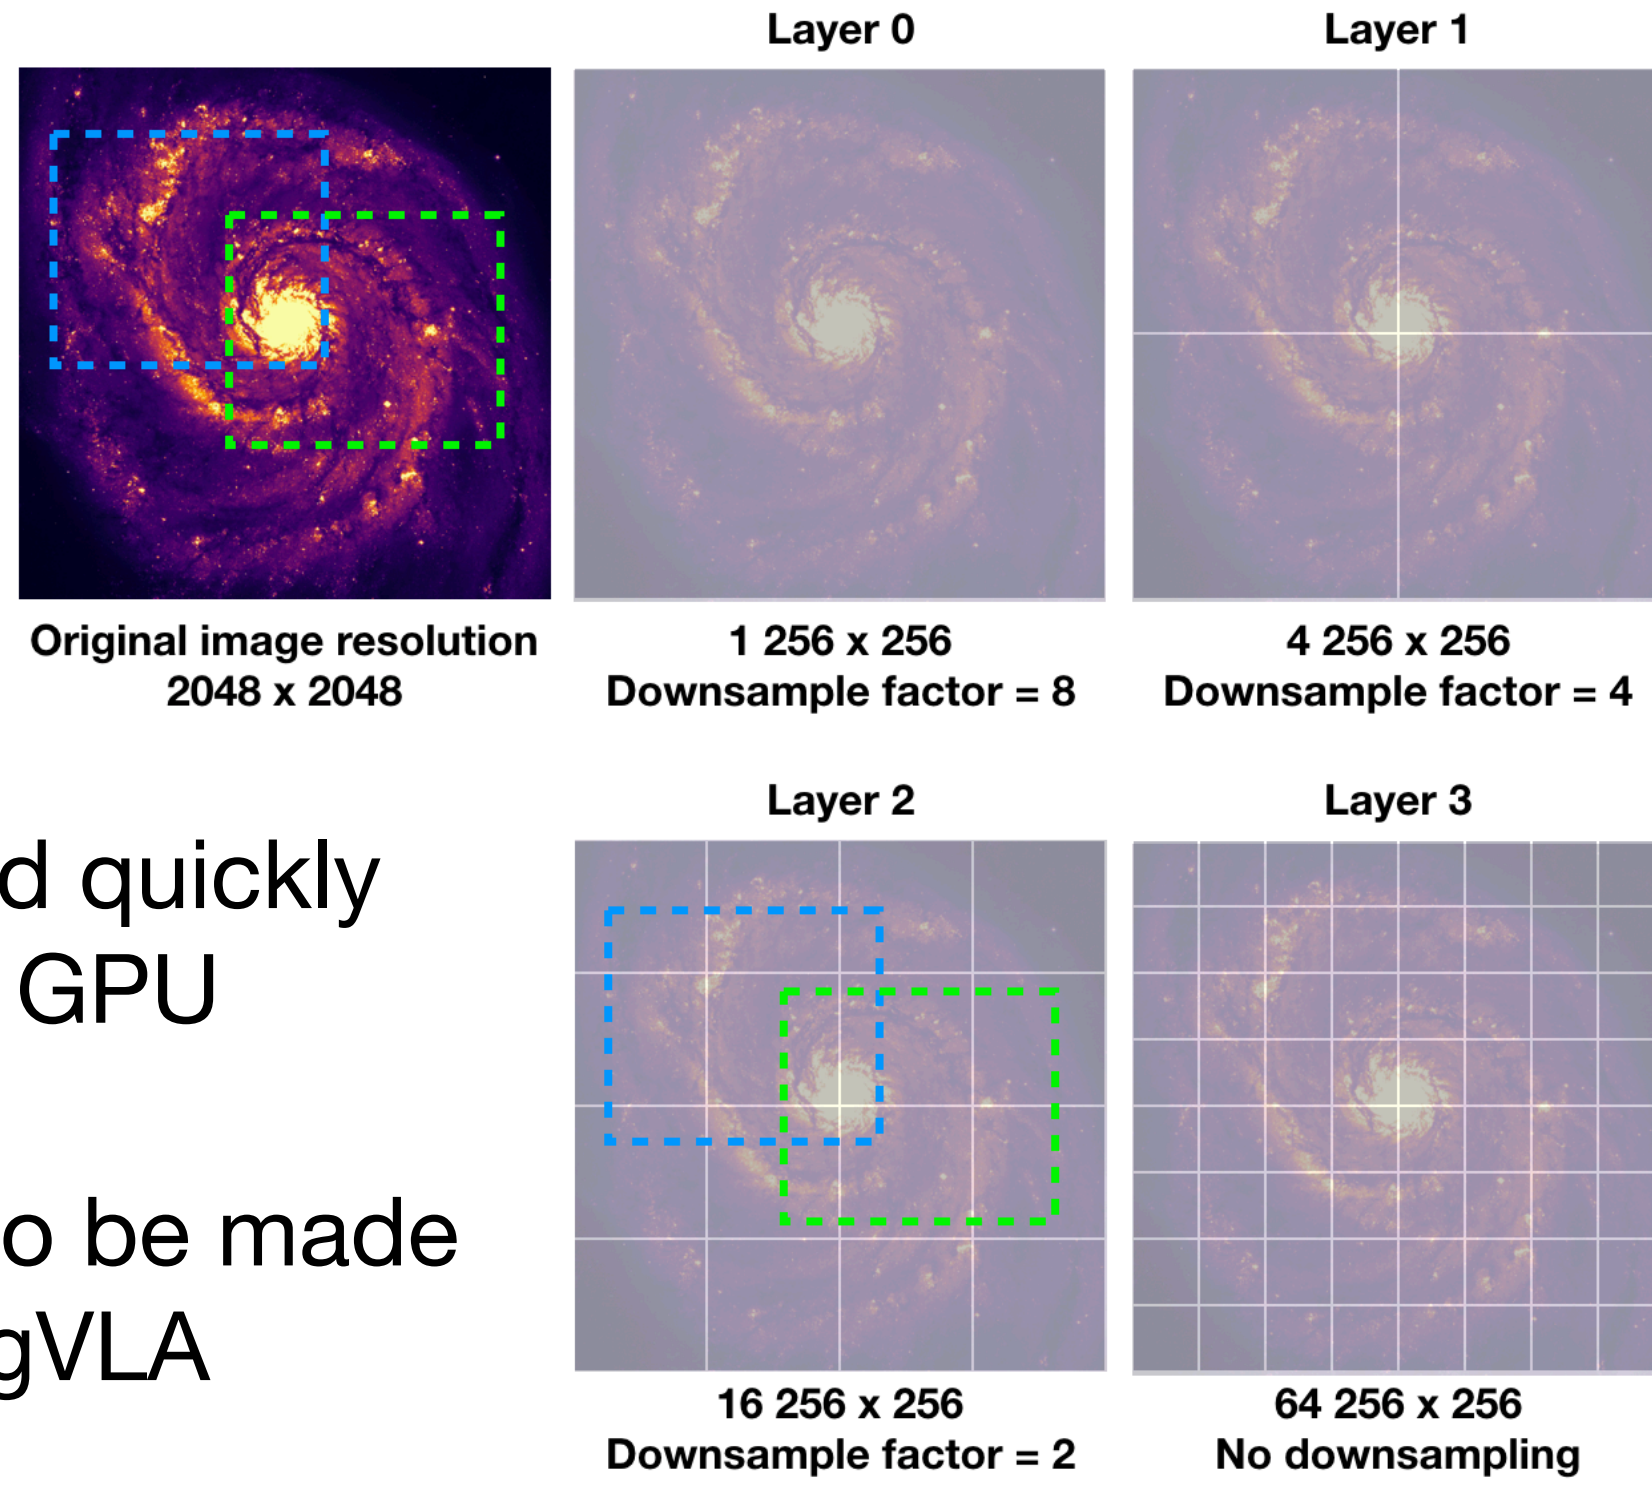 Layer 0
Layer 1
Original image resolution
2048 x 2048
1 256 x 256
Downsample factor = 8
4 256 x 256
Downsample factor = 4
Layer 2
Layer 3
d quickly
GPU
o be made
gVLA
16 256 x 256
Downsample factor = 2
64 256 x 256
No downsampling